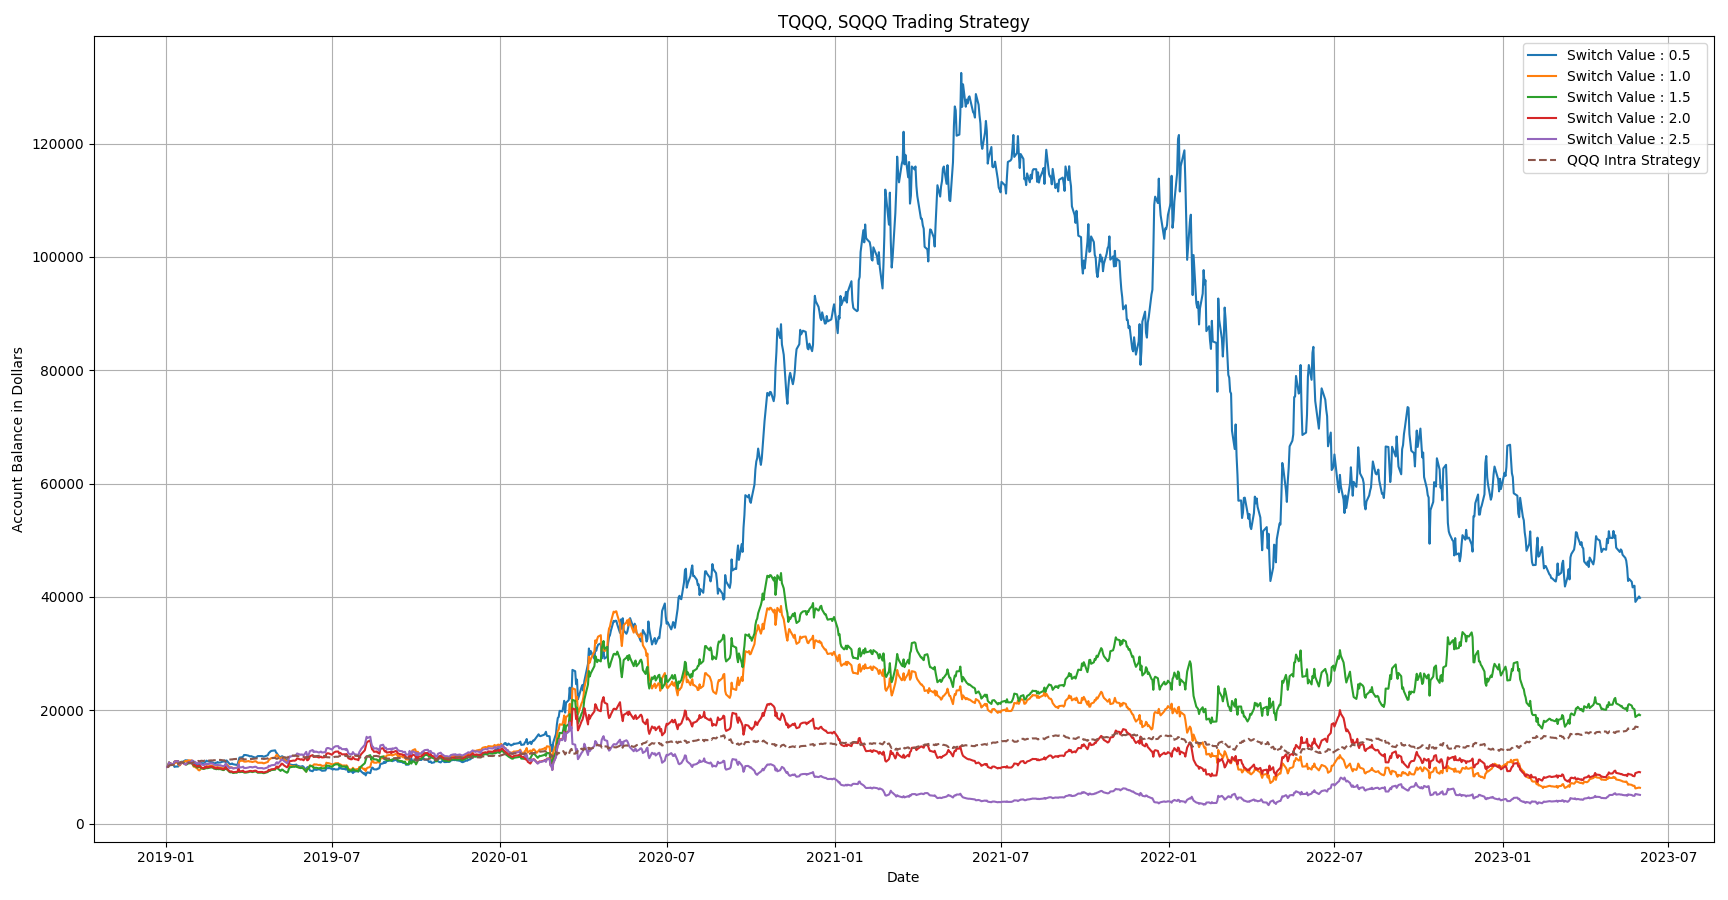 TQQQ, SQQQ Trading Strategy
Switch Value : 0.5
Switch Value : 1.0
Switch Value : 1.5
Switch Value : 2.0
Switch Value : 2.5
QQQ Intra Strategy
Account Balance in Dollars
120000
100000
80000
60000
40000
20000
0
2019-01 2019-07 2020-01 2020-07 2021-01 2021-07 2022-01 2022-07 2023-01 2023-07
Date